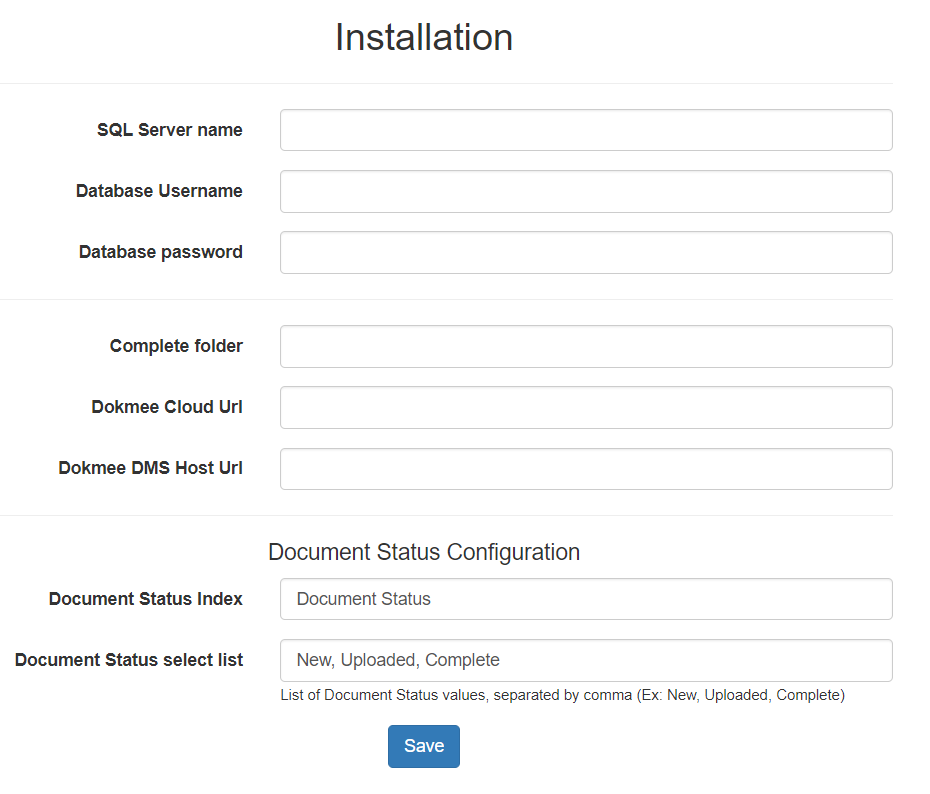 Installation
SQL Server name
Database Username
Database password
Complete folder
Dokmee Cloud Url
Dokmee DMS Host Url
Document Status Configuration
Document Status Index
Document Status
Document Status select list
New, Uploaded, Complete
List of Document Status values, separated by comma (Ex: New, Uploaded, Complete)
Save